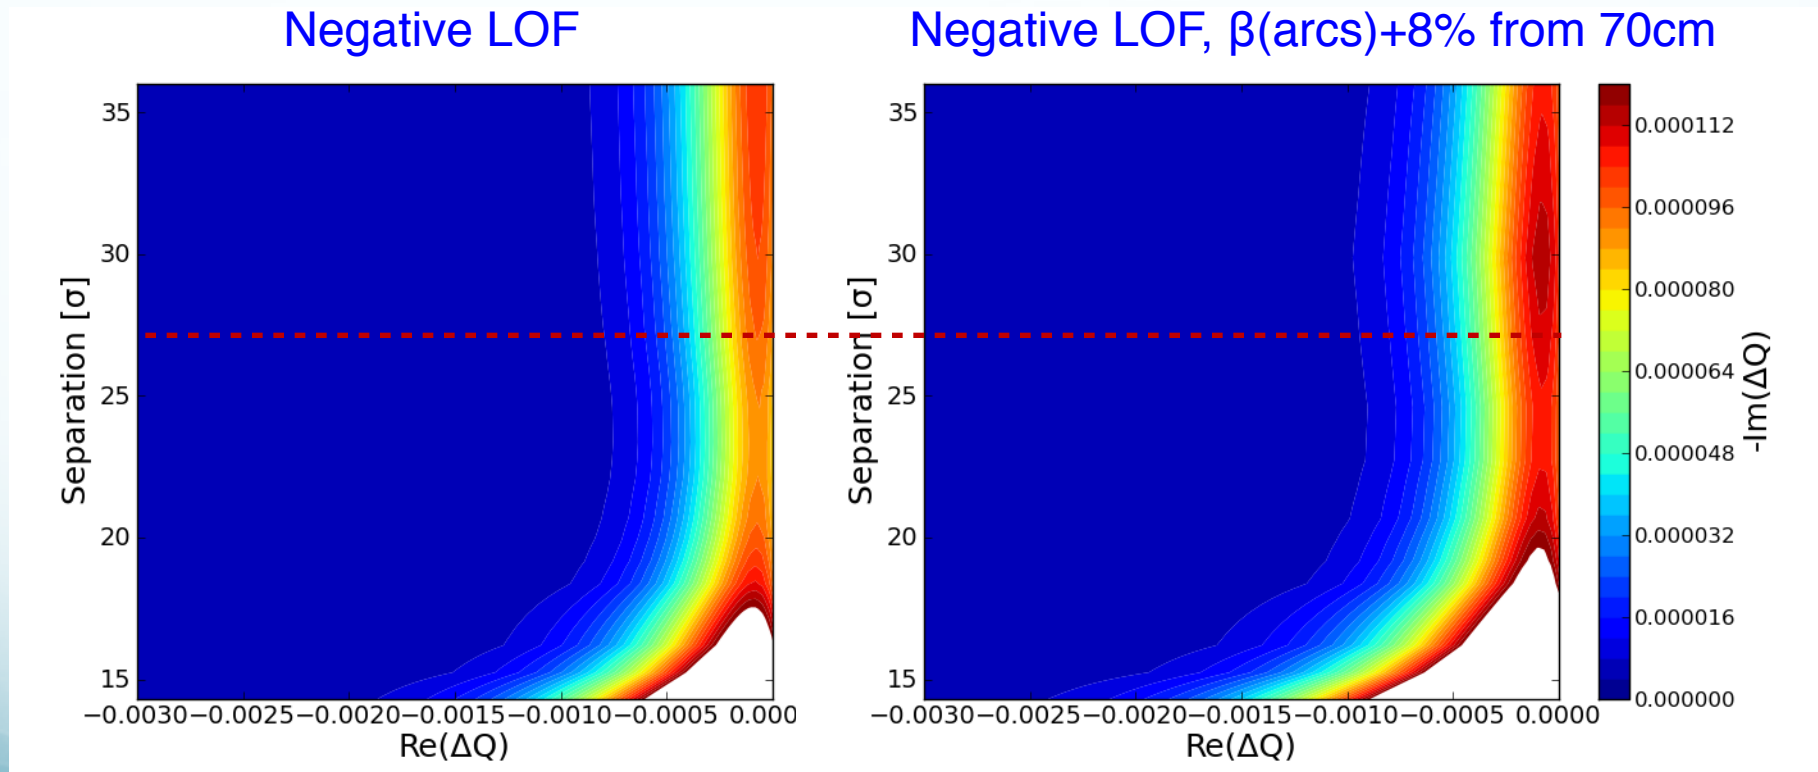 Negative LOF
Negative LOF, β(arcs)+8% from 70cm
35
30
25
20
15
Separation [σ]
−0.0030 −0.0025 −0.0020 −0.0015 −0.0010 −0.0005 0.000
Re(ΔQ)
35
30
25
20
15
Separation [σ]
−0.0030 −0.0025 −0.0020 −0.0015 −0.0010 −0.0005 0.0000
Re(ΔQ)
0.000112
0.000096
0.000080
0.000064
0.000048
0.000032
0.000016
0.000000
-Im(ΔQ)